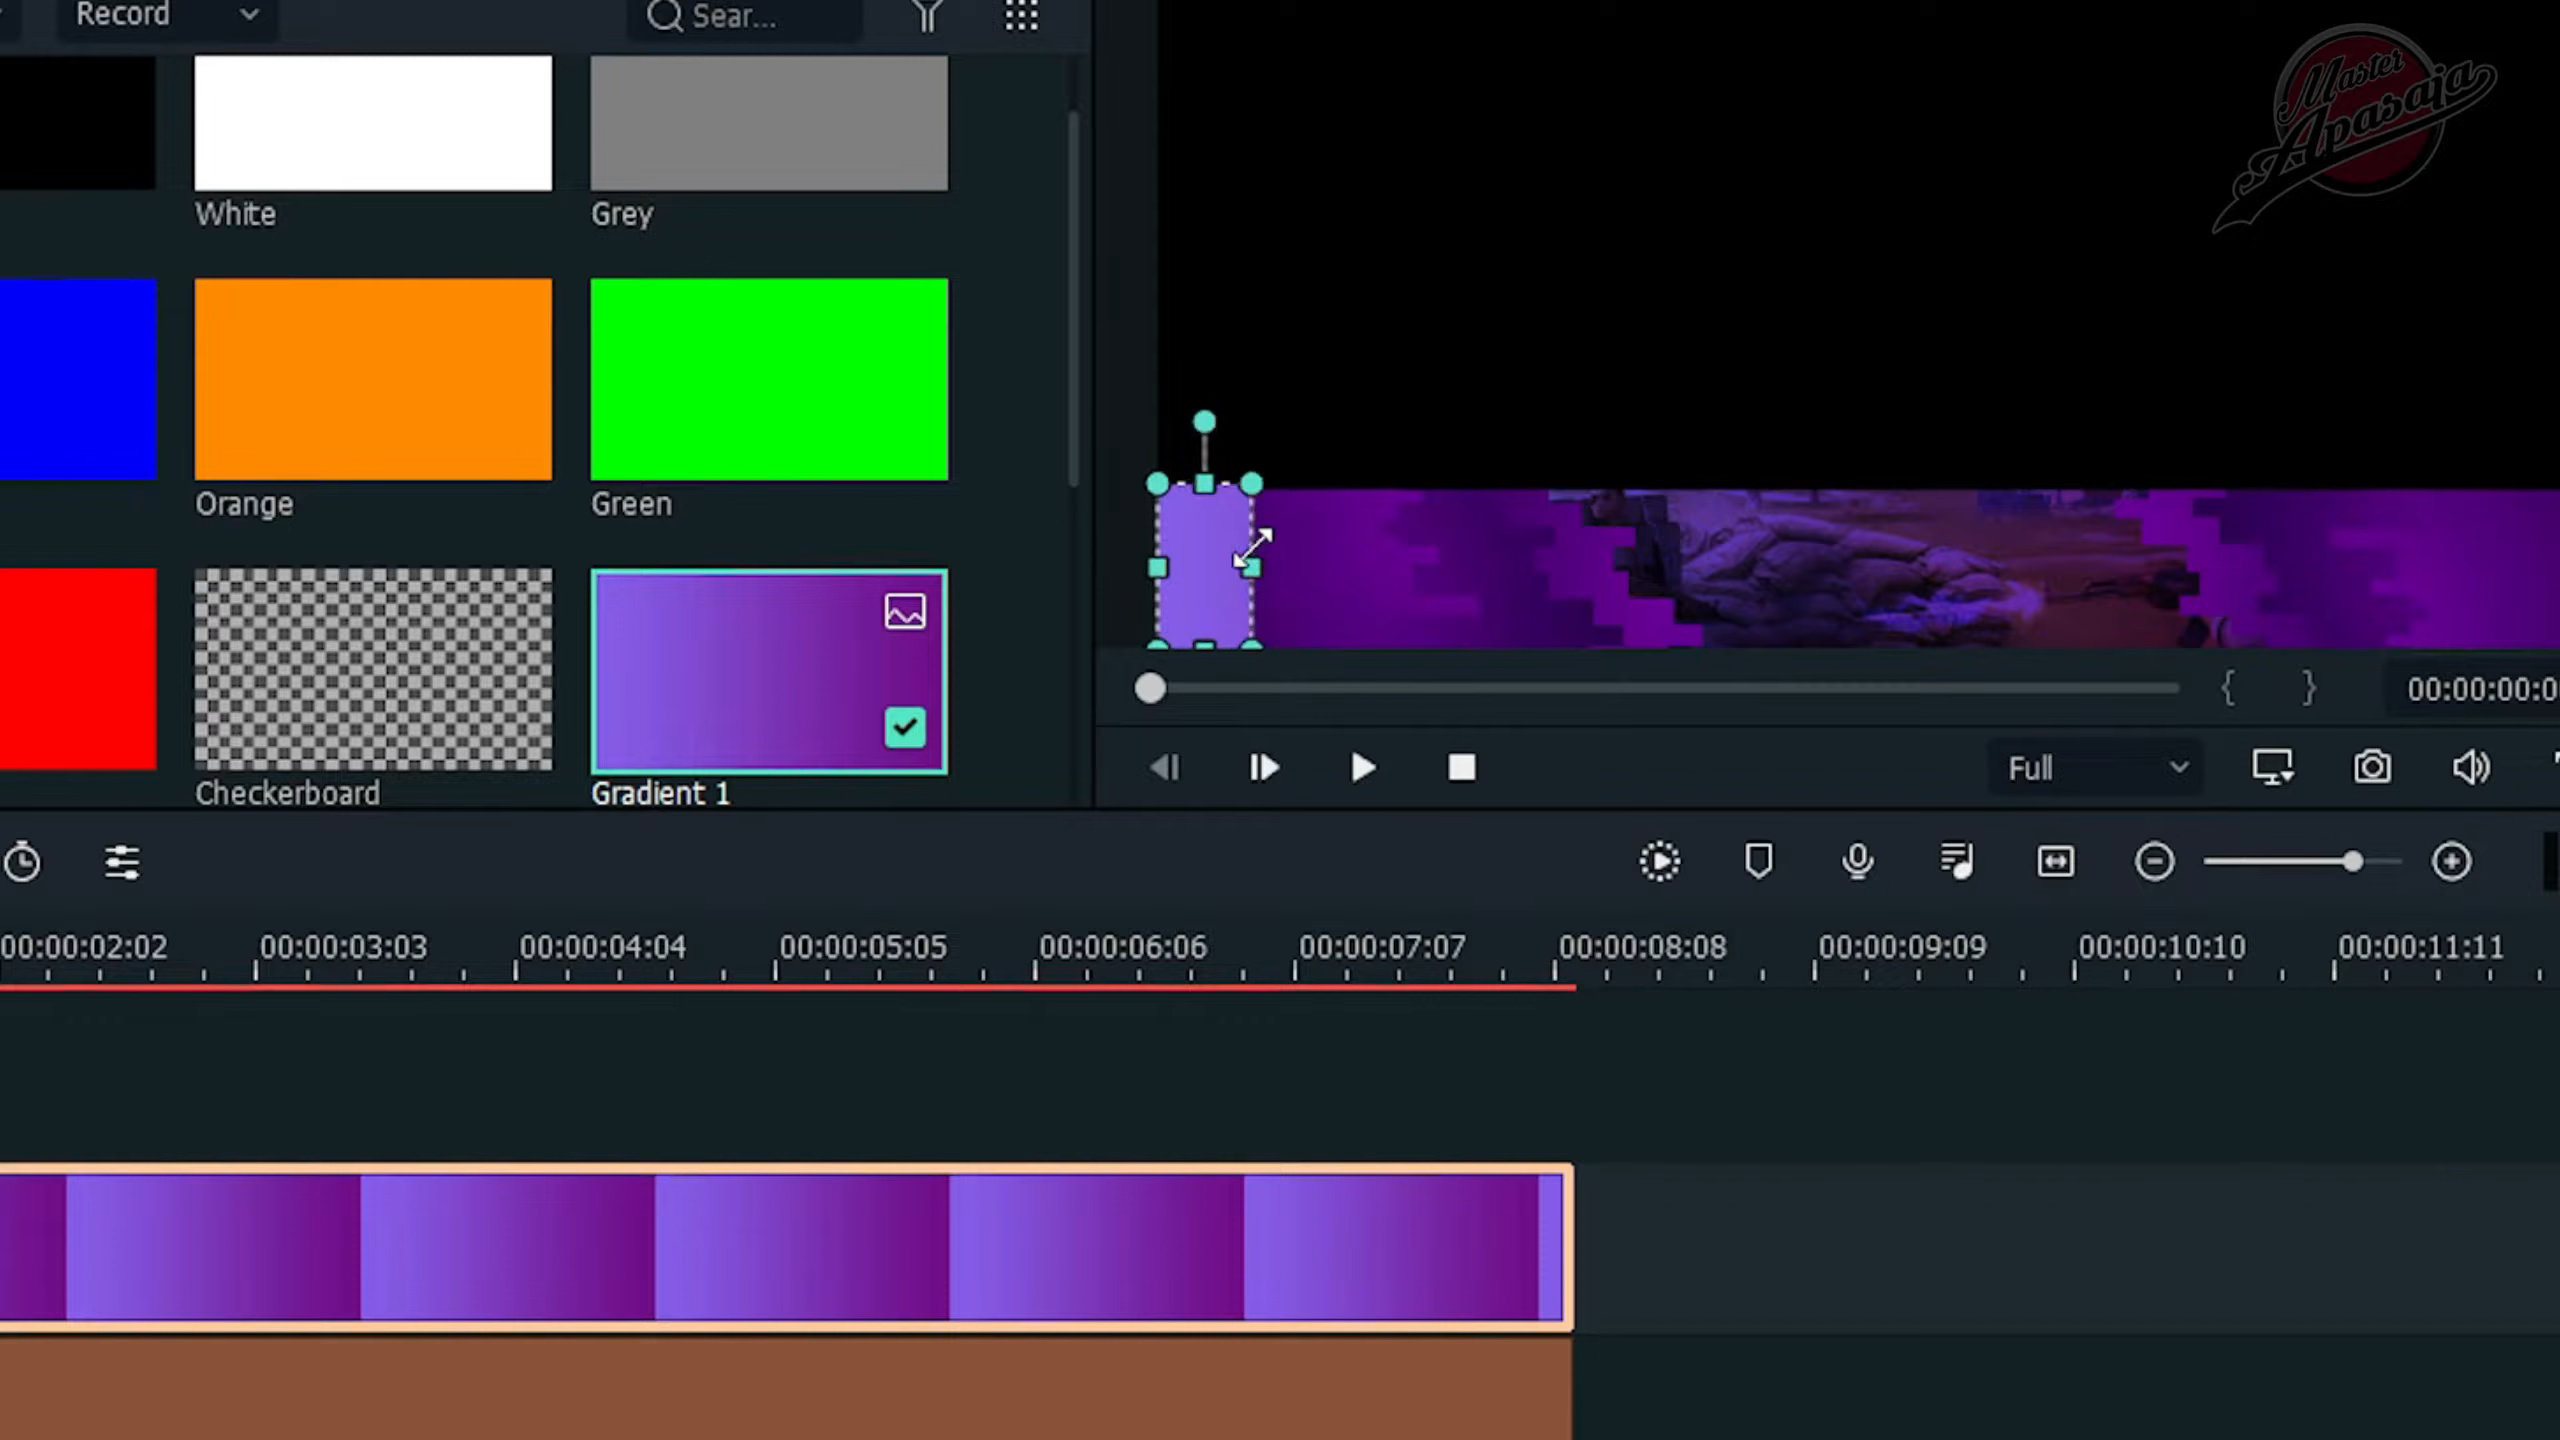 Record
Sear...
Master
Apasaja
White
Grey
Orange
Green
Checkerboard
Gradient 1
{ }
00:00:00:0
Full
00:00:02:02
00:00:03:03
00:00:04:04
00:00:05:05
00:00:06:06
00:00:07:07
00:00:08:08
00:00:09:09
00:00:10:10
00:00:11:11